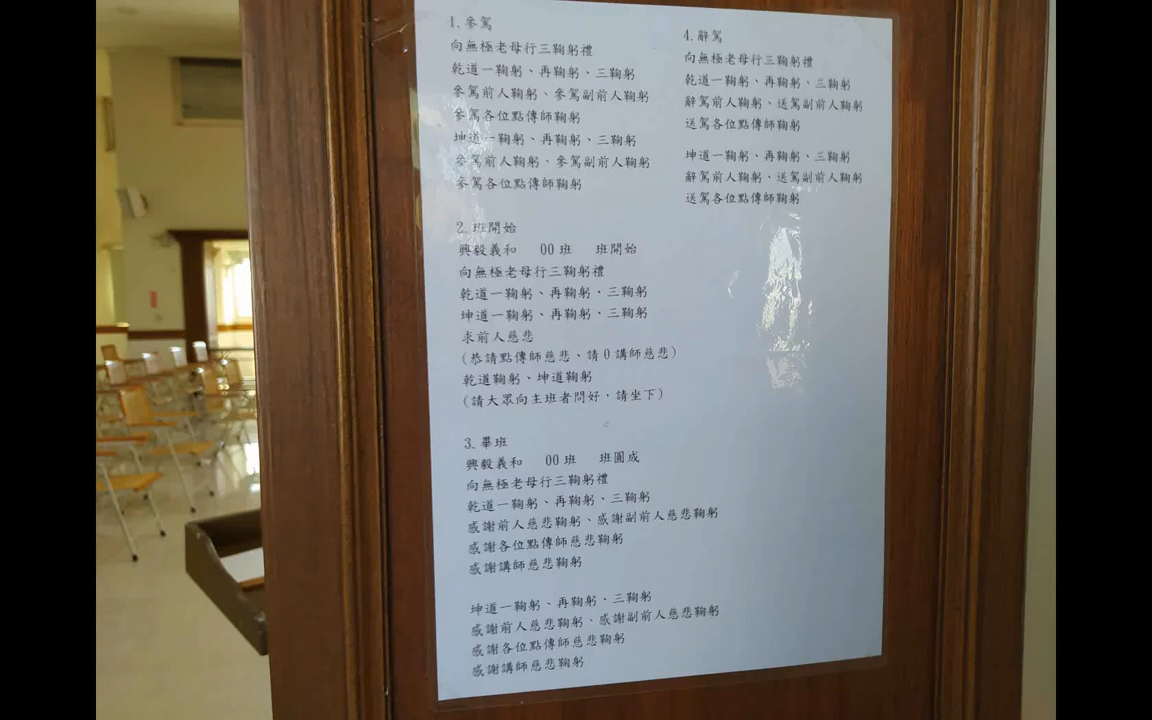 1.參駕
向無極老母行三鞠躬禮
乾道一鞠躬、再鞠躬、三鞠躬
參駕前人鞠躬、參駕副前人鞠躬
參駕各位點傳師鞠躬
坤道一鞠躬、再鞠躬、三鞠躬
參駕前人鞠躬、參駕副前人鞠躬
參駕各位點傳師鞠躬
2.班開始
興毅義和 00班 班開始
向無極老母行三鞠躬禮
乾道一鞠躬、再鞠躬、三鞠躬
坤道一鞠躬、再鞠躬、三鞠躬
求前人慈悲
(恭請點傳師慈悲、請0講師慈悲)
乾道鞠躬、坤道鞠躬
(請大眾向主班者問好，請坐下)
3.畢班
興毅義和 00班 班圓成
向無極老母行三鞠躬禮
乾道一鞠躬、再鞠躬、三鞠躬
感謝前人慈悲鞠躬、感謝副前人慈悲鞠躬
感謝各位點傳師慈悲鞠躬
感謝講師慈悲鞠躬
坤道一鞠躬、再鞠躬、三鞠躬
感謝前人慈悲鞠躬、感謝副前人慈悲鞠躬
感謝各位點傳師慈悲鞠躬
感謝講師慈悲鞠躬
4.辭駕
向無極老母行三鞠躬禮
乾道一鞠躬、再鞠躬、三鞠躬
辭駕前人鞠躬、送駕副前人鞠躬
送駕各位點傳師鞠躬
坤道一鞠躬、再鞠躬、三鞠躬
辭駕前人鞠躬、送駕副前人鞠躬
送駕各位點傳師鞠躬